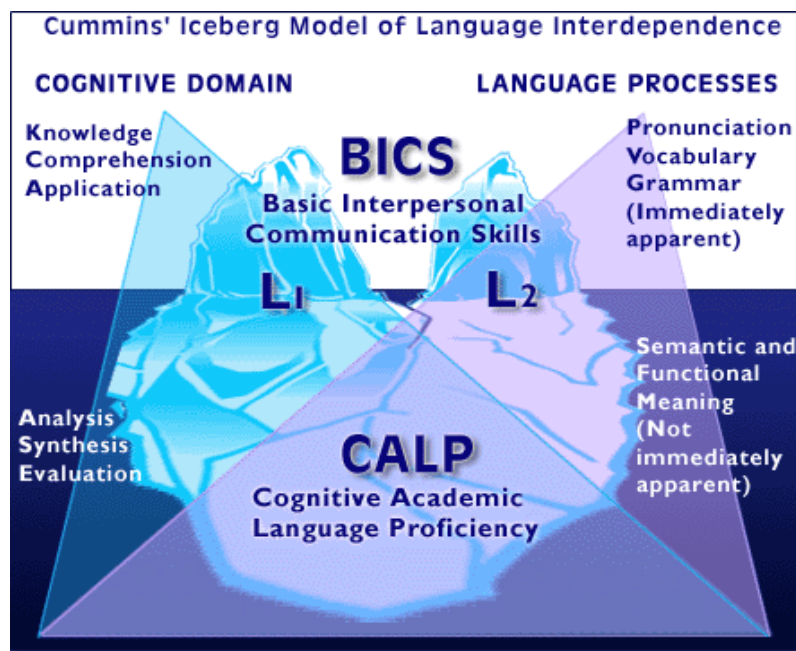 Cummins' Iceberg Model of Language Interdependence
COGNITIVE DOMAIN
LANGUAGE PROCESSES
Knowledge
Comprehension
Application
BICS
Basic Interpersonal
Communication Skills
Pronunciation
Vocabulary
Grammar
(Immediately
apparent)
L1
L2
Analysis
Synthesis
Evaluation
CALP
Cognitive Academic
Language Proficiency
Semantic and
Functional
Meaning
(Not
immediately
apparent)